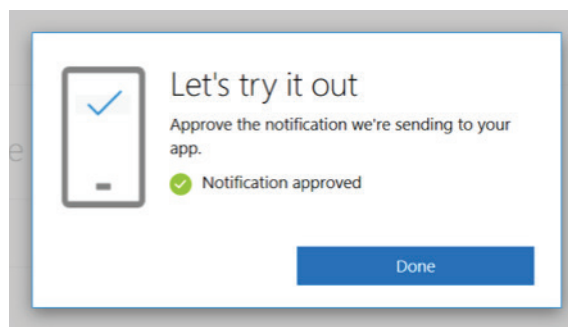 Let's try it out
Approve the notification we're sending to your
app.
Notification approved
Done